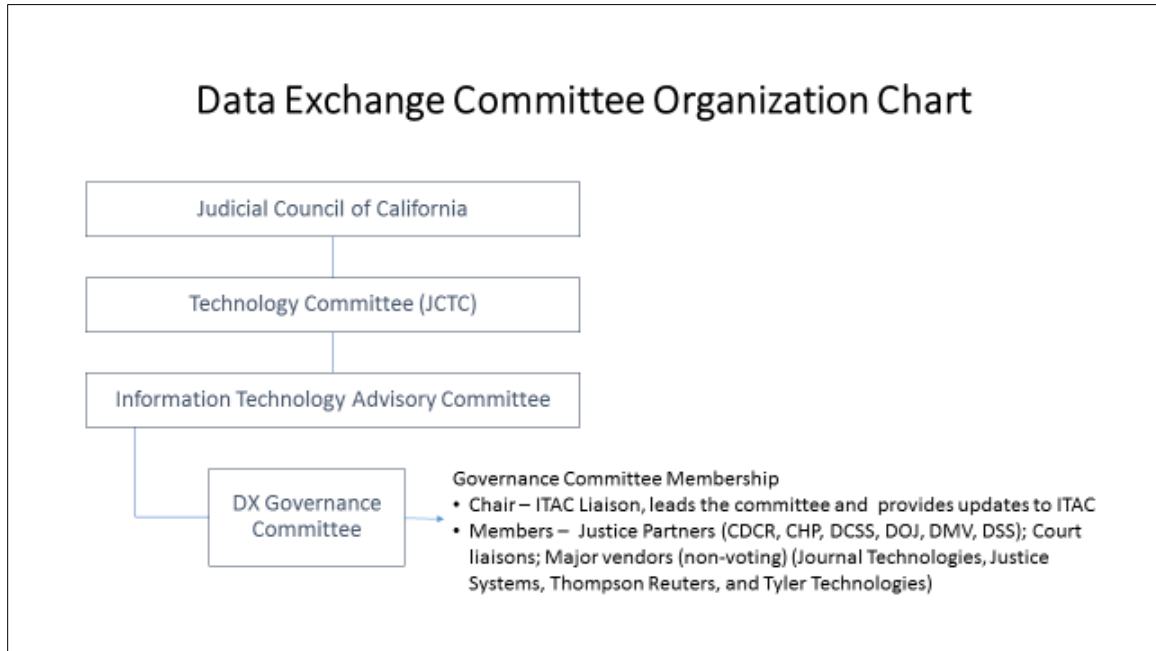 Data Exchange Committee Organization Chart
Judicial Council of California
Technology Committee (JCTC)
Information Technology Advisory Committee
DX Governance
Committee
Governance Committee Membership
• Chair – ITAC Liaison, leads the committee and provides updates to ITAC
• Members – Justice Partners (CDCR, CHP, DCSS, DOJ, DMV, DSS); Court
liaisons; Major vendors (non-voting) (Journal Technologies, Justice
Systems, Thompson Reuters, and Tyler Technologies)